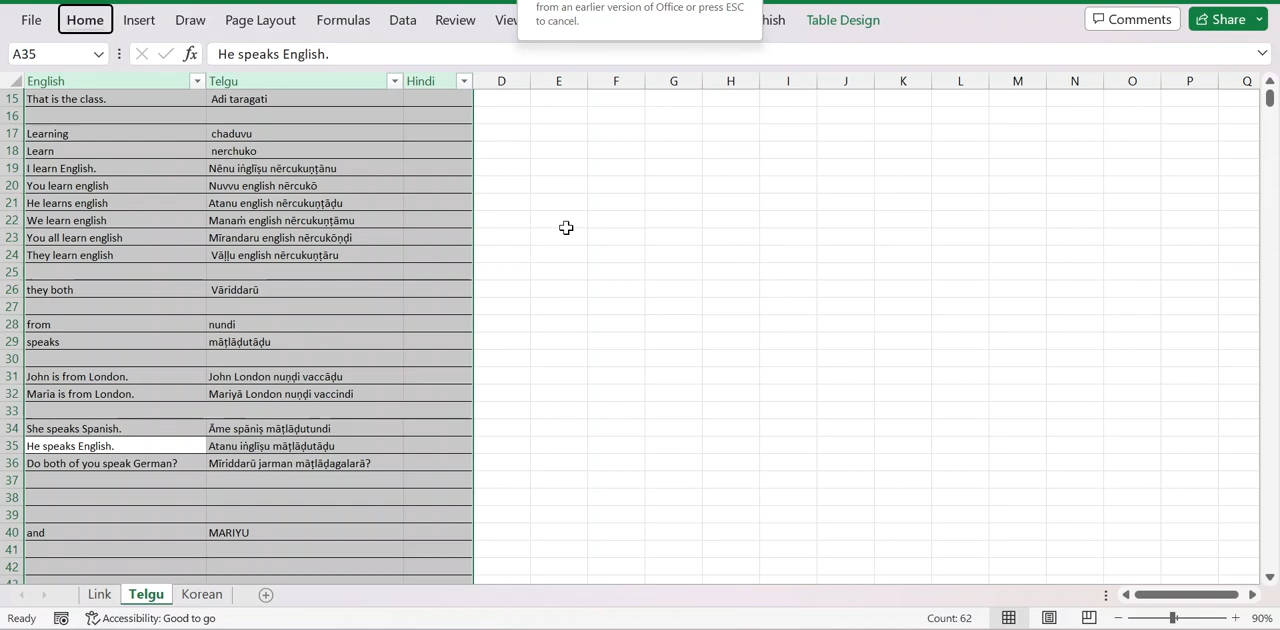 from an earlier version of Office or press ESC
to cancel.
File Home Insert Draw Page Layout Formulas Data Review Table Design Comments Share
A35 fx He speaks English.
English Telgu Hindi D E F G H I J K L M N O P Q
15 That is the class. Adi taragati
16
17 Learning chaduvu
18 Learn nerchuko
19 I learn English. Nēnu iṅglīṣu nērcukuṇṭānu
20 You learn english Nuvvu english nērcukō
21 He learns english Atanu english nērcukuṇṭāḍu
22 We learn english Manaṁ english nērcukuṇṭāmu
23 You all learn english Mīrandaru english nērcukōṇḍi
24 They learn english Vāḷḷu english nērcukuṇṭāru
25
26 they both Vāriddarū
27
28 from nundi
29 speaks māṭlāḍutāḍu
30
31 John is from London. John London nuṇḍi vaccāḍu
32 Maria is from London. Mariyā London nuṇḍi vaccindi
33
34 She speaks Spanish. Āme spāniṣ māṭlāḍutundi
35 He speaks English. Atanu iṅglīṣu māṭlāḍutāḍu
36 Do both of you speak German? Mīriddarū jarman māṭlāḍagalarā?
37
38
39
40 and MARIYU
41
42
Link Telgu Korean
Ready Accessibility: Good to go Count: 62 90%